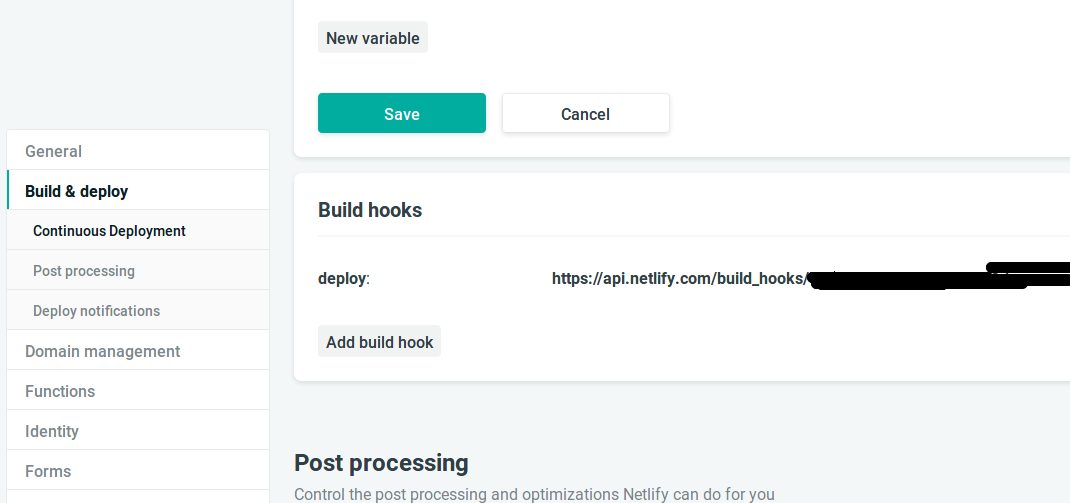 New variable
Save
Cancel
General
Build & deploy
Continuous Deployment
Post processing
Deploy notifications
Domain management
Functions
Identity
Forms
Build hooks
deploy: https://api.netlify.com/build_hooks/
Add build hook
Post processing
Control the post processing and optimizations Netlify can do for you